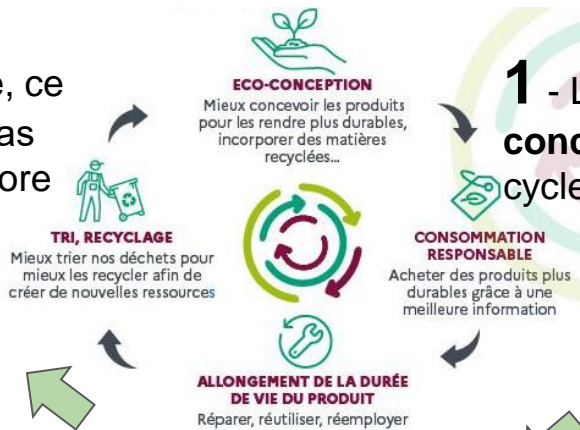 , ce
as
ore
1 - L
conc
cycle
ECO-CONCEPTION
Mieux concevoir les produits
pour les rendre plus durables,
incorporer des matières
recyclées...
TRI, RECYCLAGE
Mieux trier nos déchets pour
mieux les recycler afin de
créer de nouvelles ressources
CONSOMMATION
RESPONSABLE
Acheter des produits plus
durables grâce à une
meilleure information
ALLONGEMENT DE LA DURÉE
DE VIE DU PRODUIT
Réparer, réutiliser, réemployer